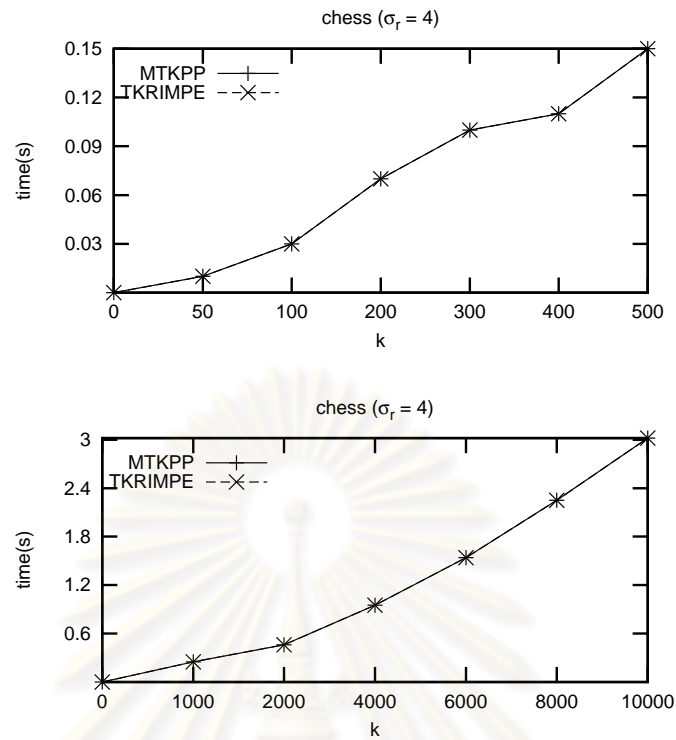 chess (σr = 4)
0.15
MTKPP
TKRIMPE
0.12
0.09
time(s)
0.06
0.03
0 50 100 200 300 400 500
k
chess (σr = 4)
3
MTKPP
TKRIMPE
2.4
1.8
time(s)
1.2
0.6
0 1000 2000 4000 6000 8000 10000
k